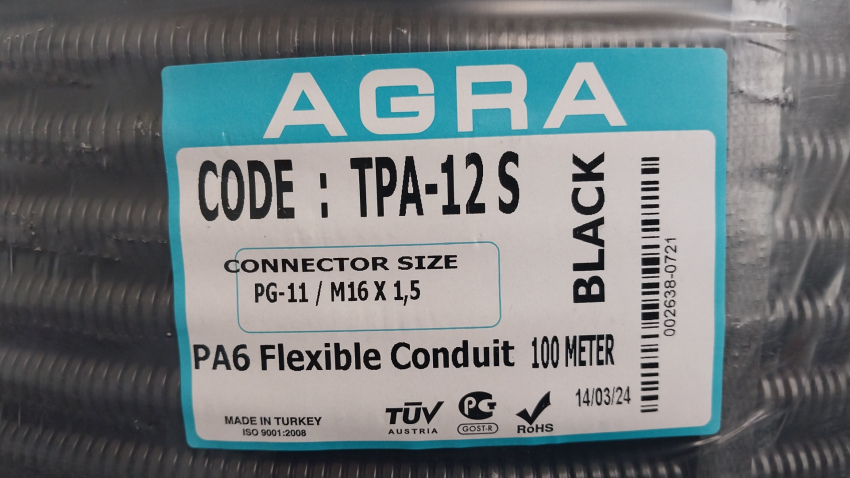 AGRA
CODE : TPA-12 S
BLACK
CONNECTOR SIZE
PG-11 / M16 X 1,5
002638-0721
PA6 Flexible Conduit 100 METER
14/03/24
MADE IN TURKEY
ISO 9001:2008
TÜV
AUSTRIA
PG
GOST-R
RoHS